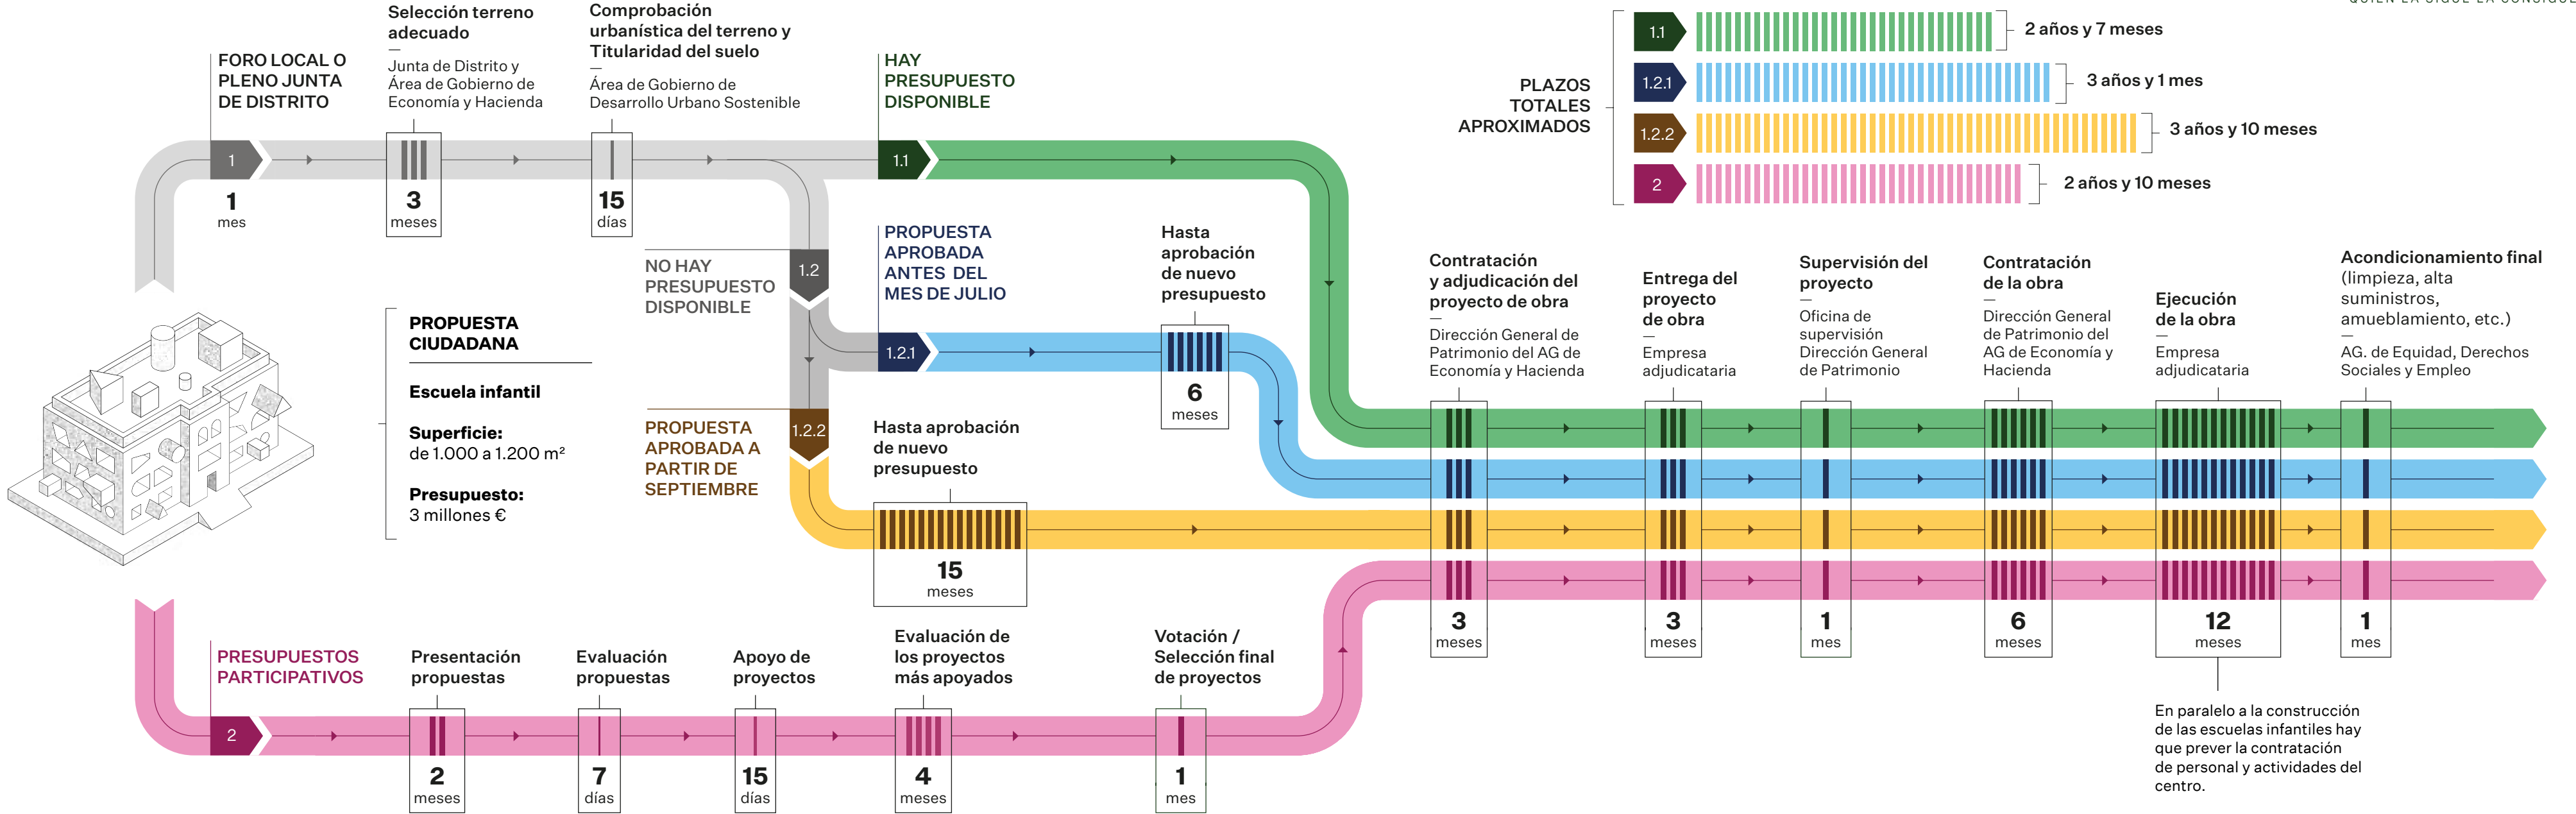 QUIEN LA SIGUE LA CONSIGUE
FORO LOCAL O
PLENO JUNTA
DE DISTRITO
1
1
mes
Selección terreno
adecuado
—
Junta de Distrito y
Área de Gobierno de
Economía y Hacienda
3
meses
Comprobación
urbanística del terreno y
Titularidad del suelo
—
Área de Gobierno de
Desarrollo Urbano Sostenible
15
días
HAY
PRESUPUESTO
DISPONIBLE
1.1
PLAZOS
TOTALES
APROXIMADOS
1.1
2 años y 7 meses
1.2.1
3 años y 1 mes
1.2.2
3 años y 10 meses
2
2 años y 10 meses
NO HAY
PRESUPUESTO
DISPONIBLE
1.2
PROPUESTA
APROBADA
ANTES DEL
MES DE JULIO
1.2.1
Hasta
aprobación
de nuevo
presupuesto
6
meses
PROPUESTA
APROBADA A
PARTIR DE
SEPTIEMBRE
1.2.2
Hasta aprobación
de nuevo
presupuesto
15
meses
PROPUESTA
CIUDADANA
Escuela infantil
Superficie:
de 1.000 a 1.200 m²
Presupuesto:
3 millones €
PRESUPUESTOS
PARTICIPATIVOS
2
Presentación
propuestas
2
meses
Evaluación
propuestas
7
días
Apoyo de
proyectos
15
días
Evaluación de
los proyectos
más apoyados
4
meses
Votación /
Selección final
de proyectos
1
mes
Contratación
y adjudicación del
proyecto de obra
—
Dirección General de
Patrimonio del AG de
Economía y Hacienda
3
meses
Entrega del
proyecto
de obra
—
Empresa
adjudicataria
3
meses
Supervisión del
proyecto
—
Oficina de
supervisión
Dirección General
de Patrimonio
1
mes
Contratación
de la obra
—
Dirección General
de Patrimonio del
AG de Economía y
Hacienda
6
meses
Ejecución
de la obra
—
Empresa
adjudicataria
12
meses
En paralelo a la construcción
de las escuelas infantiles hay
que prever la contratación
de personal y actividades del
centro.
Acondicionamiento final
(limpieza, alta
suministros,
amueblamiento, etc.)
—
AG. de Equidad, Derechos
Sociales y Empleo
1
mes